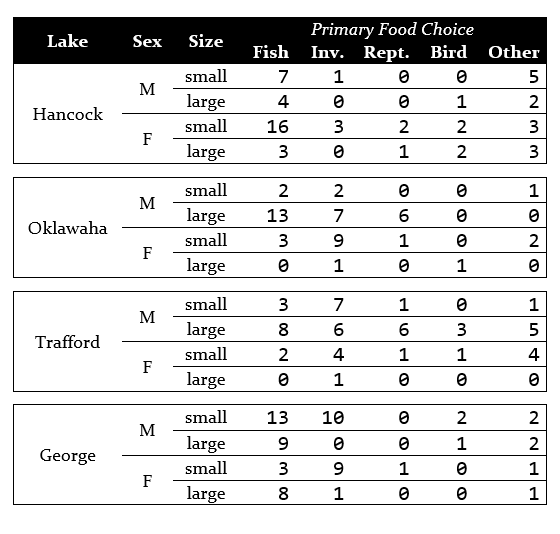 Primary Food Choice
Lake Sex Size Fish Inv. Rept. Bird Other
Hancock M small 7 1 0 0 5
large 4 0 0 1 2
F small 16 3 2 2 3
large 3 0 1 2 3
Oklawaha M small 2 2 0 0 1
large 13 7 6 0 0
F small 3 9 1 0 2
large 0 1 0 1 0
Trafford M small 3 7 1 0 1
large 8 6 6 3 5
F small 2 4 1 1 4
large 0 1 0 0 0
George M small 13 10 0 2 2
large 9 0 0 1 2
F small 3 9 1 0 1
large 8 1 0 0 1